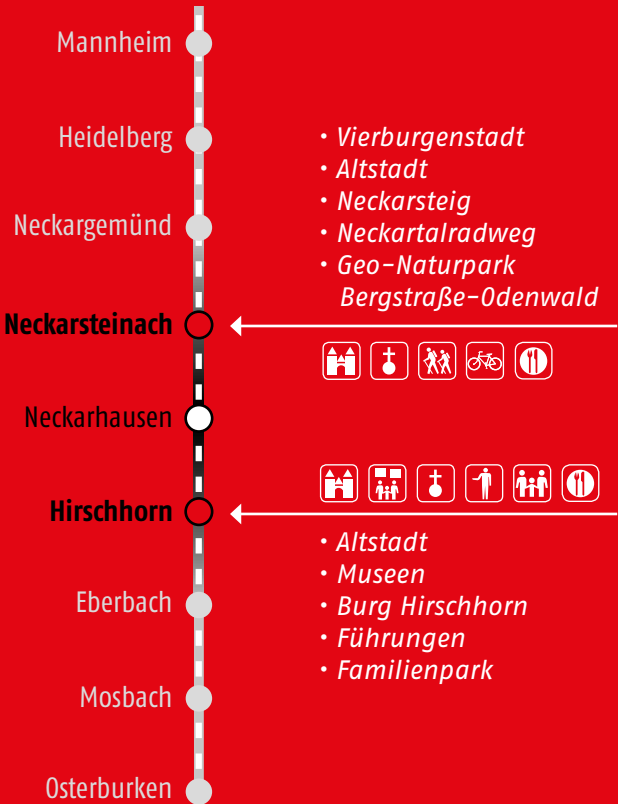 Mannheim
Heidelberg
Neckargemünd
Neckarsteinach
Neckarhausen
Hirschhorn
Eberbach
Mosbach
Osterburken
· Vierburgenstadt
· Altstadt
· Neckarsteig
· Neckartalradweg
· Geo-Naturpark
Bergstraße-Odenwald
· Altstadt
· Museen
· Burg Hirschhorn
· Führungen
· Familienpark